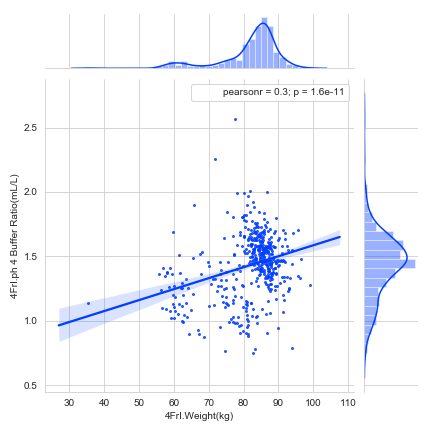 pearsonr = 0.3; p = 1.6e-11
4Frl.ph 4 Buffer Ratio(mL/L)
2.5
2.0
1.5
1.0
0.5
30 40 50 60 70 80 90 100 110
4Frl.Weight(kg)